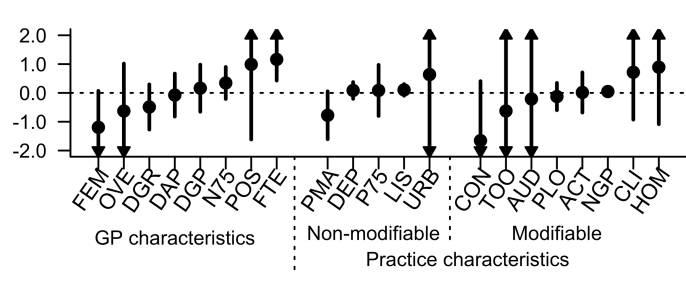 2.0
1.0
0.0
-1.0
-2.0
FEM OVE DGR DAP DGP N75 POS FTE PMA DEP P75 LIS URB CON TOO AUD PLO ACT NGP CLI HOM
GP characteristics Non-modifiable Modifiable
Practice characteristics